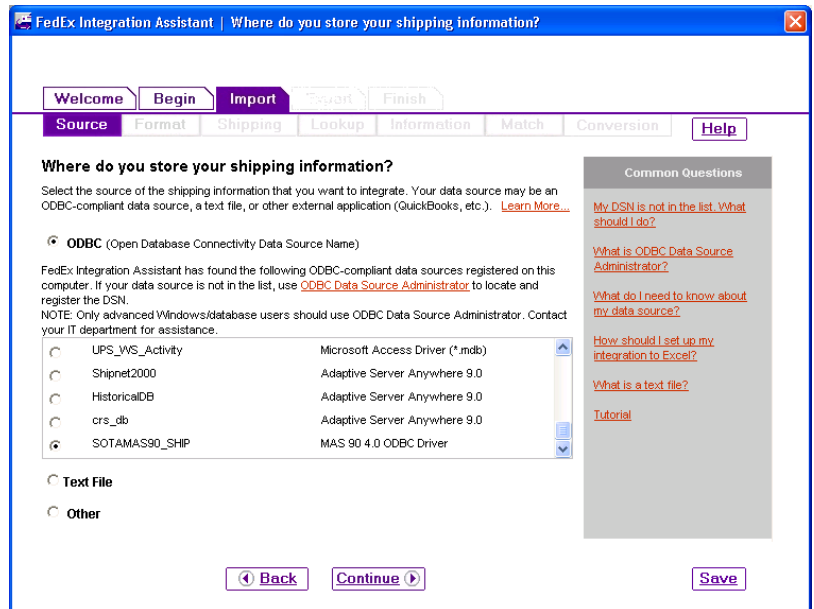 FedEx Integration Assistant | Where do you store your shipping information?
Welcome Begin Import Export Finish
Source Format Shipping Lookup Information Match Conversion Help
Where do you store your shipping information?
Select the source of the shipping information that you want to integrate. Your data source may be an
ODBC-compliant data source, a text file, or other external application (QuickBooks, etc.). Learn More...
ODBC (Open Database Connectivity Data Source Name)
FedEx Integration Assistant has found the following ODBC-compliant data sources registered on this
computer. If your data source is not in the list, use ODBC Data Source Administrator to locate and
register the DSN.
NOTE: Only advanced Windows/database users should use ODBC Data Source Administrator. Contact
your IT department for assistance.
UPS_WS_Activity Microsoft Access Driver (*.mdb)
Shipnet2000 Adaptive Server Anywhere 9.0
HistoricalDB Adaptive Server Anywhere 9.0
crs_db Adaptive Server Anywhere 9.0
SOTAMAS90_SHIP MAS 90 4.0 ODBC Driver
Text File
Other
Common Questions
My DSN is not in the list. What
should I do?
What is ODBC Data Source
Administrator?
What do I need to know about
my data source?
How should I set up my
integration to Excel?
What is a text file?
Tutorial
Back Continue Save